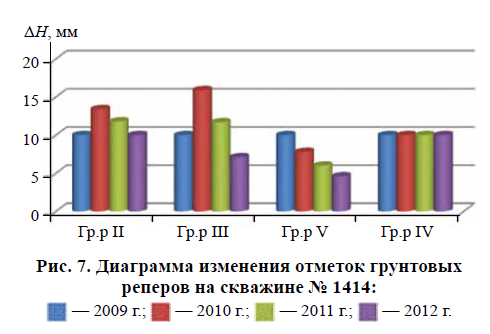 ΔH, мм
20
15
10
5
0
Гр.р II Гр.р III Гр.р V Гр.р IV
Рис. 7. Диаграмма изменения отметок грунтовых
реперов на скважине № 1414:
— 2009 г.; — 2010 г.; — 2011 г.; — 2012 г.